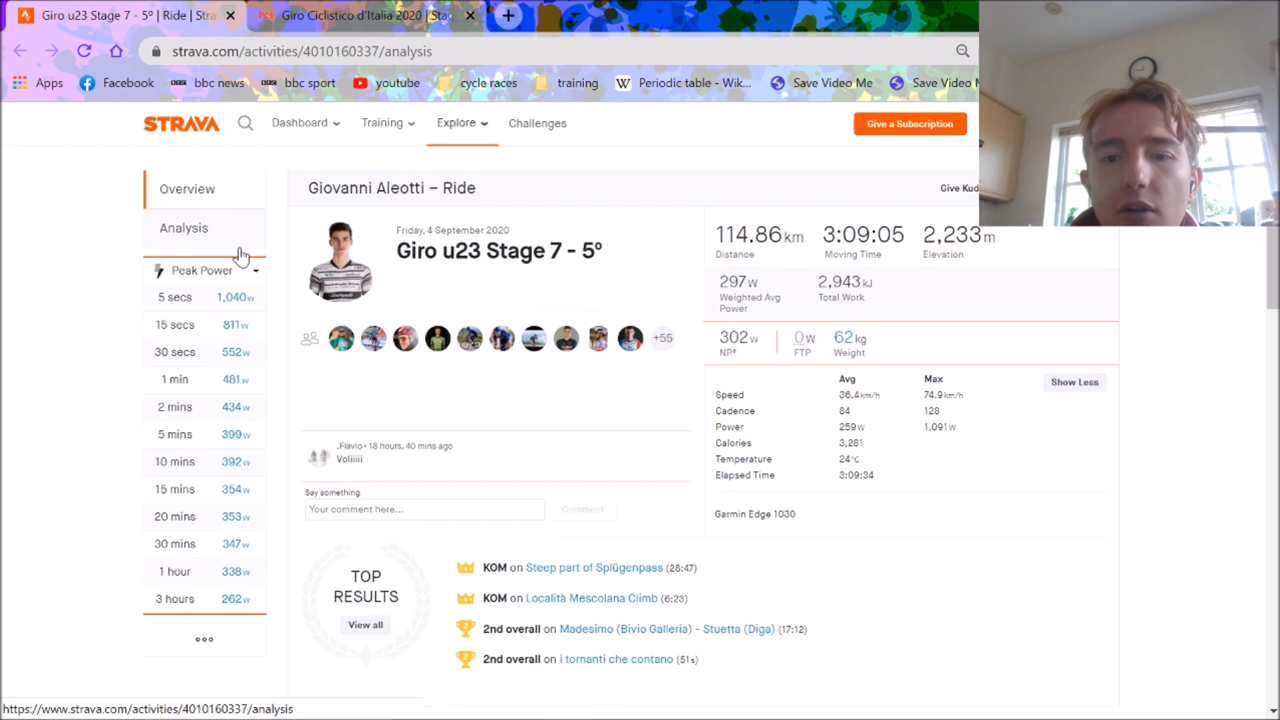 Giro u23 Stage 7 - 5º | Ride | Stra
Giro Ciclistico d'Italia 2020 | Stag
strava.com/activities/4010160337/analysis
Apps
Facebook
bbc news
bbc sport
youtube
cycle races
training
Periodic table - Wik...
Save Video Me
Save Video Me
STRAVA
Dashboard
Training
Explore
Challenges
Give a Subscription
Overview
Analysis
Peak Power
5 secs 1,040w
15 secs 811w
30 secs 552w
1 min 481w
2 mins 434w
5 mins 399w
10 mins 392w
15 mins 354w
20 mins 353w
30 mins 347w
1 hour 338w
3 hours 262w
Giovanni Aleotti – Ride
Give Kud
Friday, 4 September 2020
Giro u23 Stage 7 - 5º
+55
.Flavio • 18 hours, 40 mins ago
Voliiiii
Say something
Your comment here...
Comment
114.86km 3:09:05 2,233m
Distance Moving Time Elevation
297W 2,943kJ
Weighted Avg Power Total Work
302w 0W 62kg
NP® FTP Weight
Avg Max
Show Less
Speed 36.4km/h 74.9km/h
Cadence 84 128
Power 259W 1,091W
Calories 3,281
Temperature 24℃
Elapsed Time 3:09:34
Garmin Edge 1030
TOP
RESULTS
View all
KOM on Steep part of Splügenpass (28:47)
KOM on Località Mescolana Climb (6:23)
2nd overall on Madesimo (Bivio Galleria) - Stuetta (Diga) (17:12)
2nd overall on i tornanti che contano (51s)
https://www.strava.com/activities/4010160337/analysis